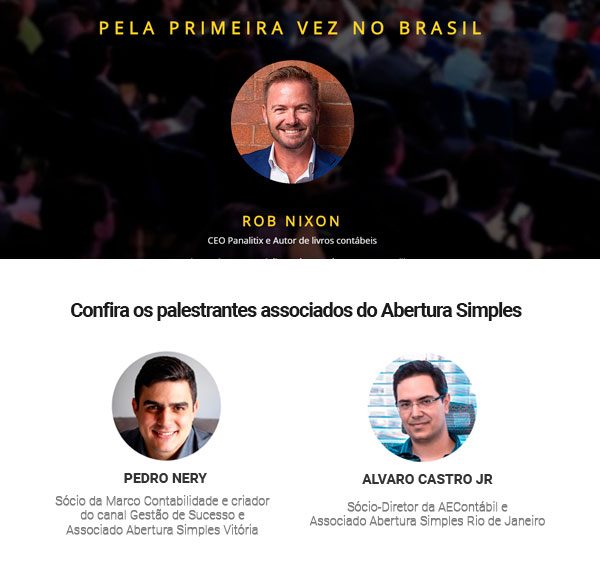 PELA PRIMEIRA VEZ NO BRASIL
ROB NIXON
CEO Panalitix e Autor de livros contábeis
Confira os palestrantes associados do Abertura Simples
PEDRO NERY
Sócio da Marco Contabilidade e criador
do canal Gestão de Sucesso e
Associado Abertura Simples Vitória
ALVARO CASTRO JR
Sócio-Diretor da AEContábil e
Associado Abertura Simples Rio de Janeiro